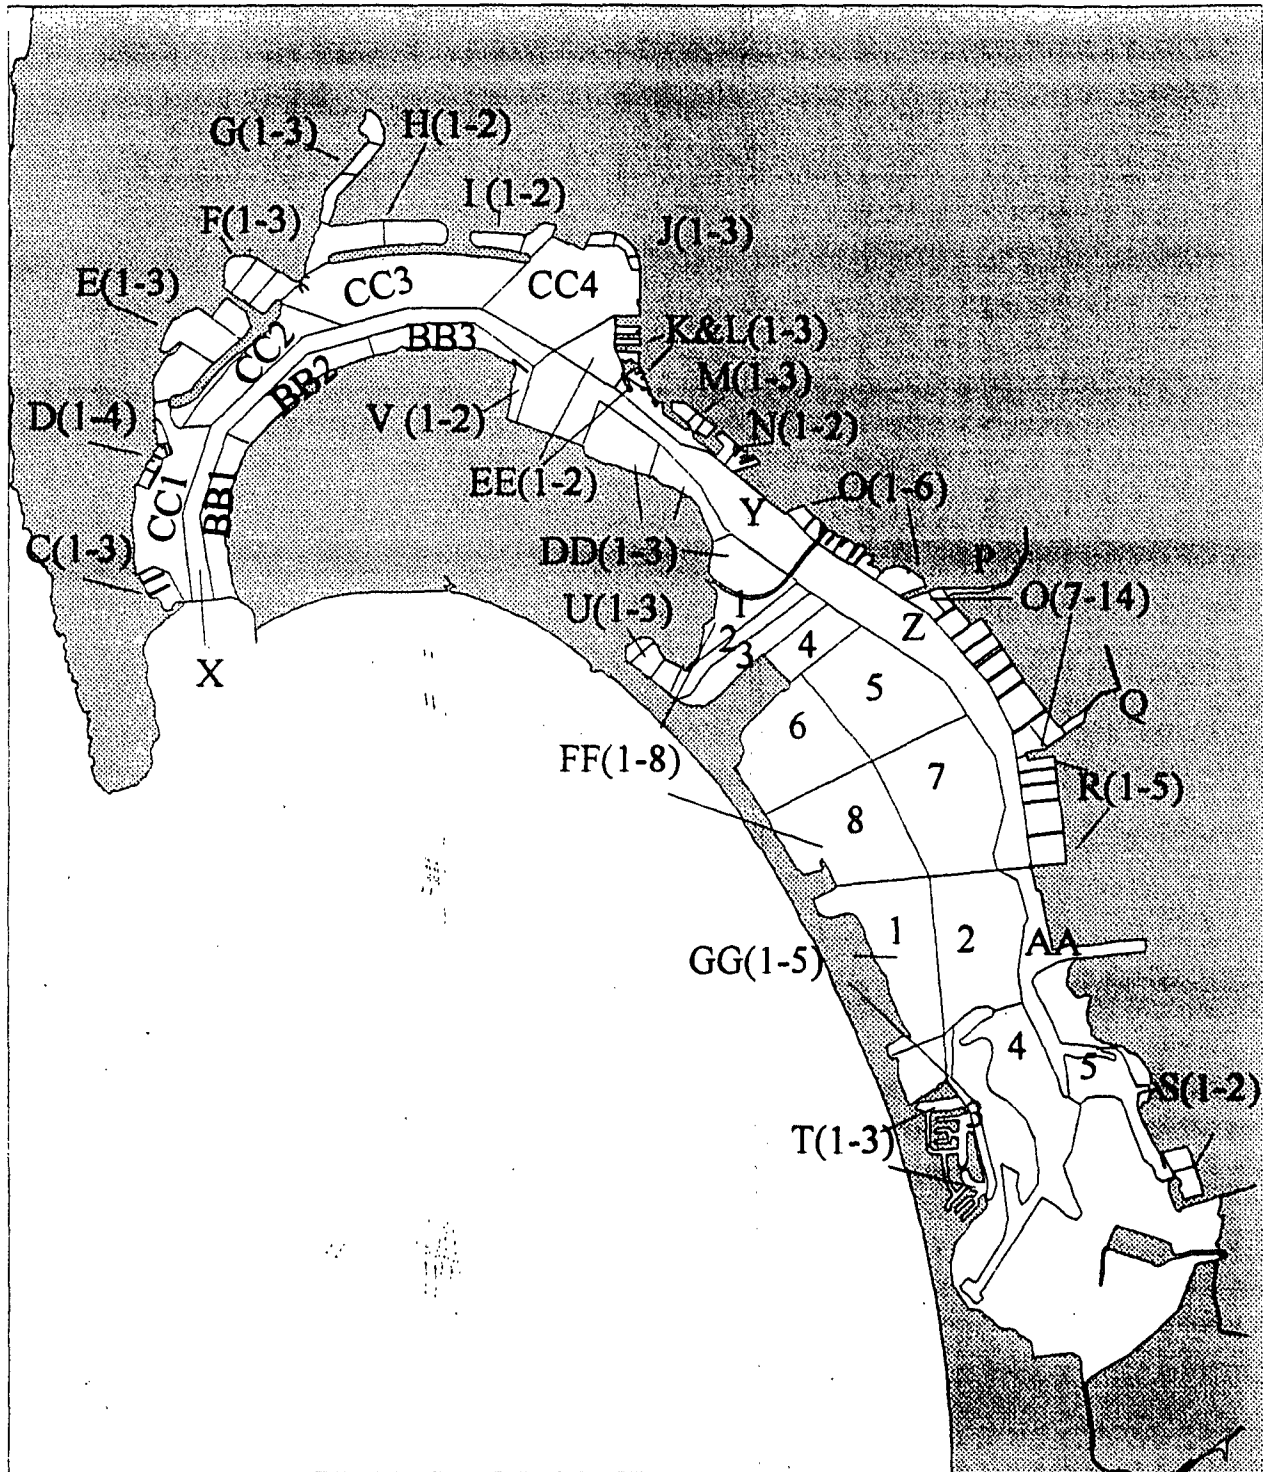 G(1-3)
H(1-2)
I (1-2)
F(1-3)
J(1-3)
E(1-3)
CC3
CC4
CC2
BB3
K&L(1-3)
BB2
M(1-3)
D(1-4)
V (1-2)
N(1-2)
EE(1-2)
O(1-6)
CC1
BB1
Y
C(1-3)
DD(1-3)
P
U(1-3)
1
O(7-14)
2
Z
3
4
X
5
Q
6
FF(1-8)
7
R(1-5)
8
1
2
AA
GG(1-5)
4
5
S(1-2)
3
T(1-3)